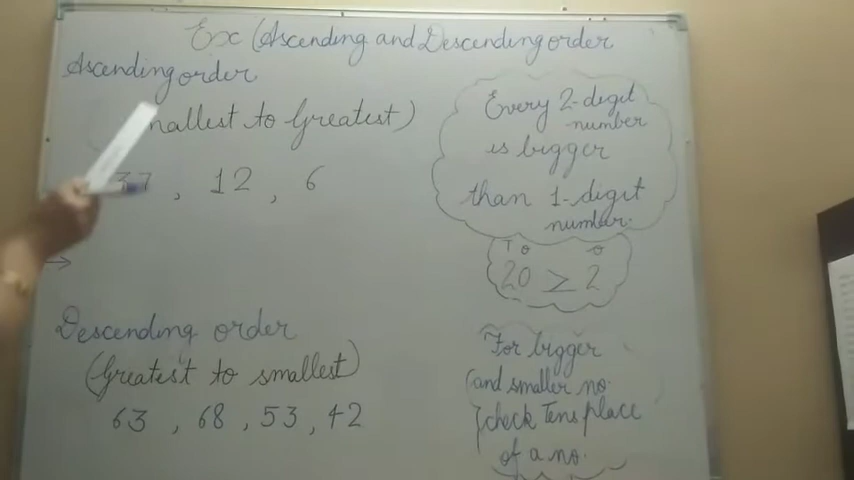 Ex (Ascending and Descending order
Ascending order
to Greatest)
37, 12, 6
→
Descending order
(Greatest to smallest)
63, 68, 53, 42
Every 2-digit
number
is bigger
than 1-digit
number.
T O O
20 > 2
For bigger
(and smaller no.
check Tens place
of a no.